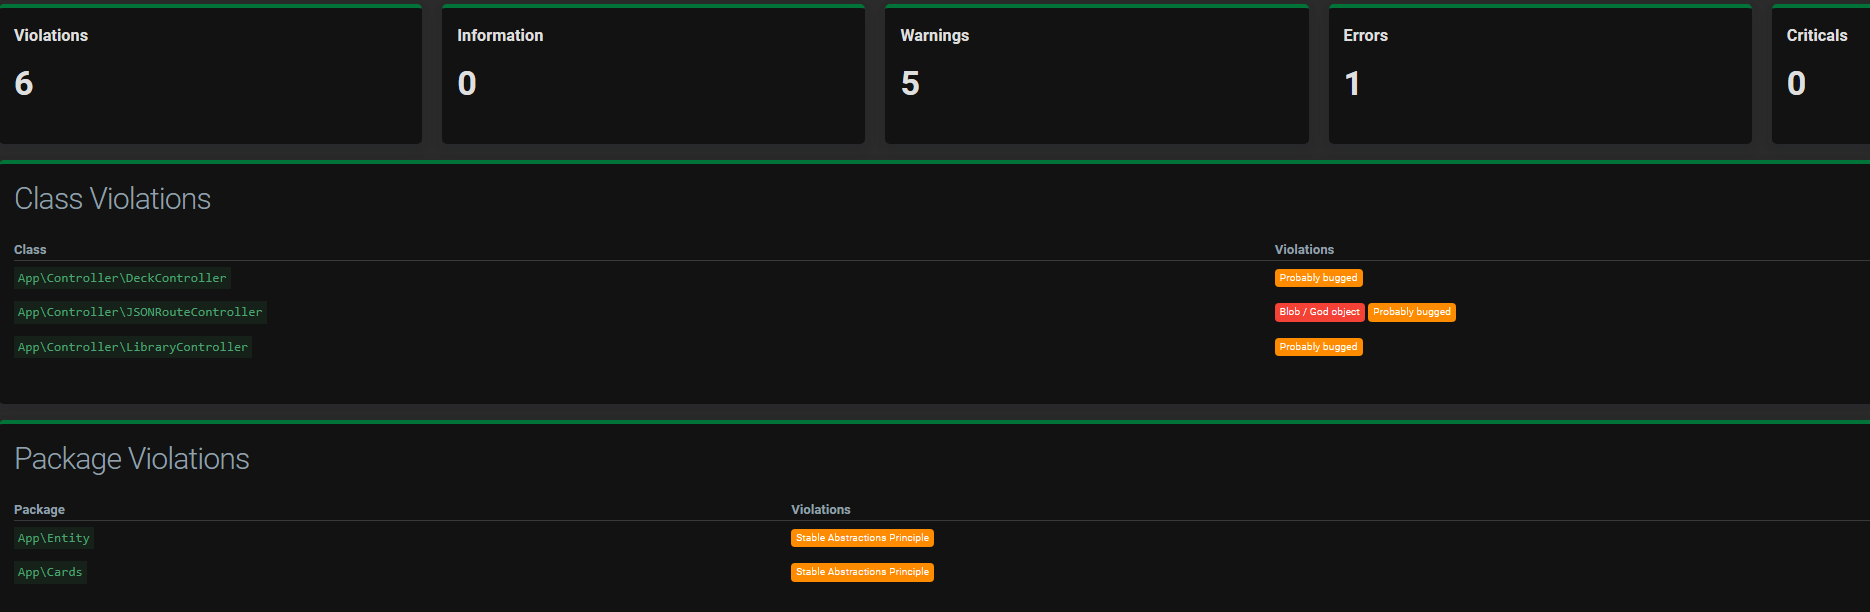 Violations Information Warnings Errors Criticals
6 0 5 1 0
Class Violations
Class Violations
App\Controller\DeckController Probably bugged
App\Controller\JSONRouteController Blob / God object Probably bugged
App\Controller\LibraryController Probably bugged
Package Violations
Package Violations
App\Entity Stable Abstractions Principle
App\Cards Stable Abstractions Principle